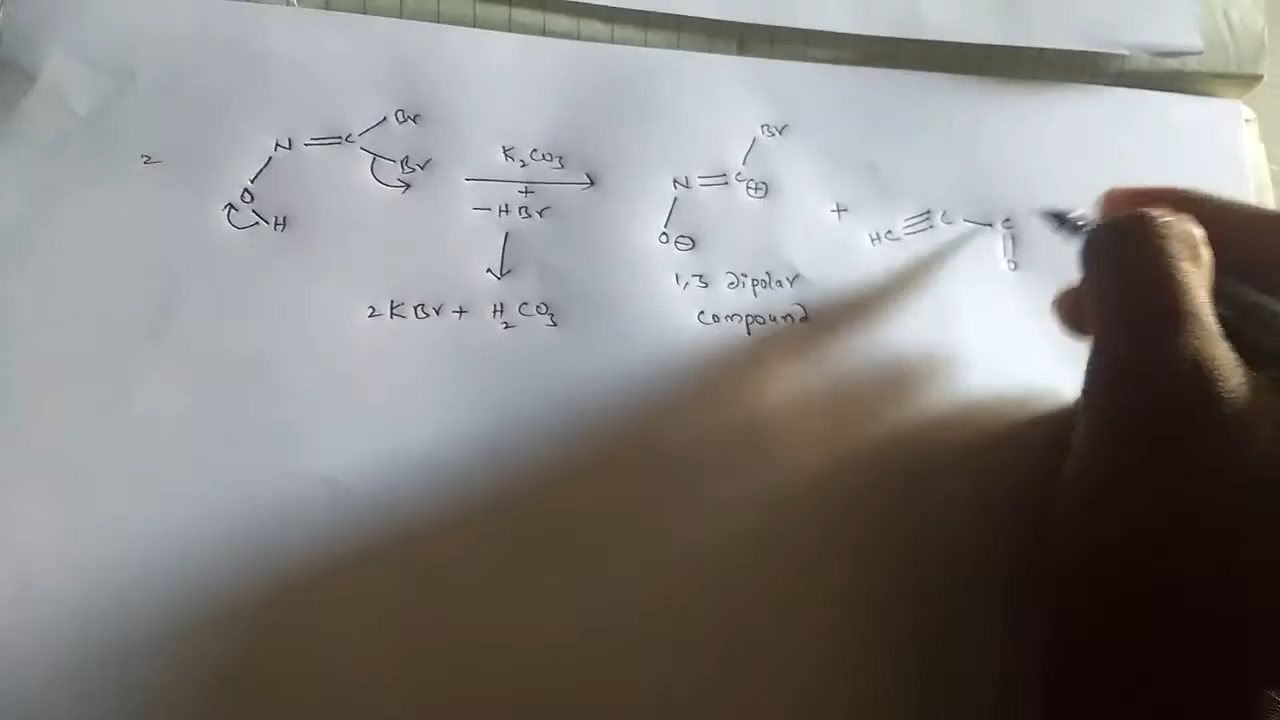 2
N=C Br
Br
O
H
K2CO3
+
-HBr
2KBr + H2CO3
Br
N=C⊕
O⊖
1,3 dipolar
compound
+ HC≡C-C
O